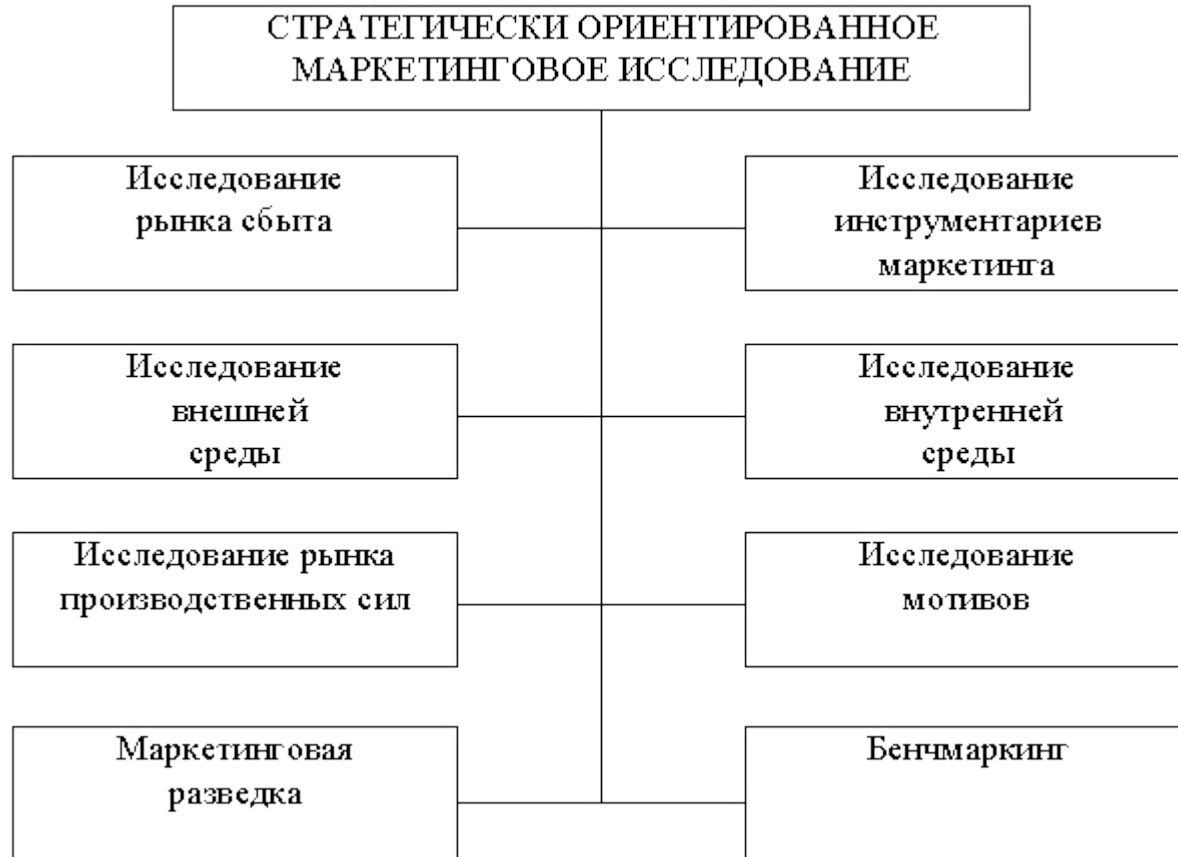 СТРАТЕГИЧЕСКИ ОРИЕНТИРОВАННОЕ
МАРКЕТИНГОВОЕ ИССЛЕДОВАНИЕ
Исследование
рынка сбыта
Исследование
инструментариев
маркетинга
Исследование
внешней
среды
Исследование
внутренней
среды
Исследование рынка
производственных сил
Исследование
мотивов
Маркетинговая
разведка
Бенчмаркинг